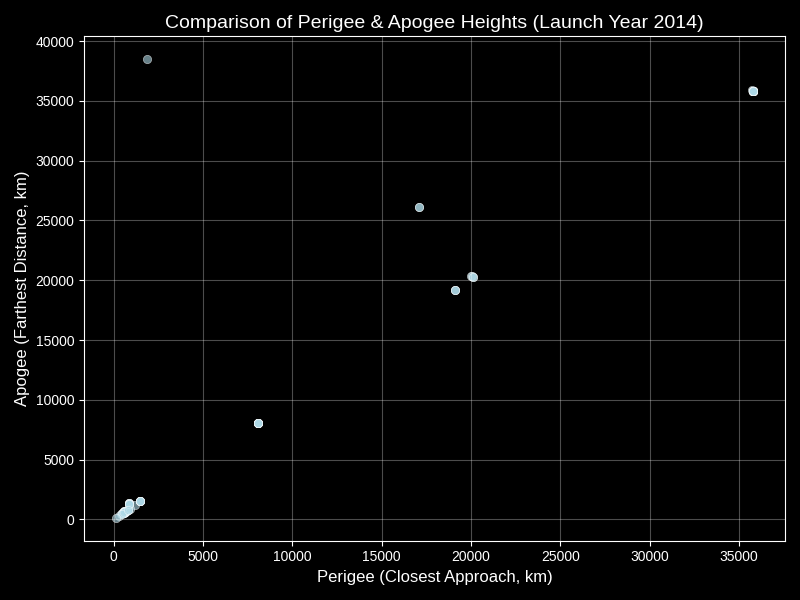 Comparison of Perigee & Apogee Heights (Launch Year 2014)
40000
35000
30000
25000
20000
15000
10000
5000
0
Apogee (Farthest Distance, km)
0 5000 10000 15000 20000 25000 30000 35000
Perigee (Closest Approach, km)